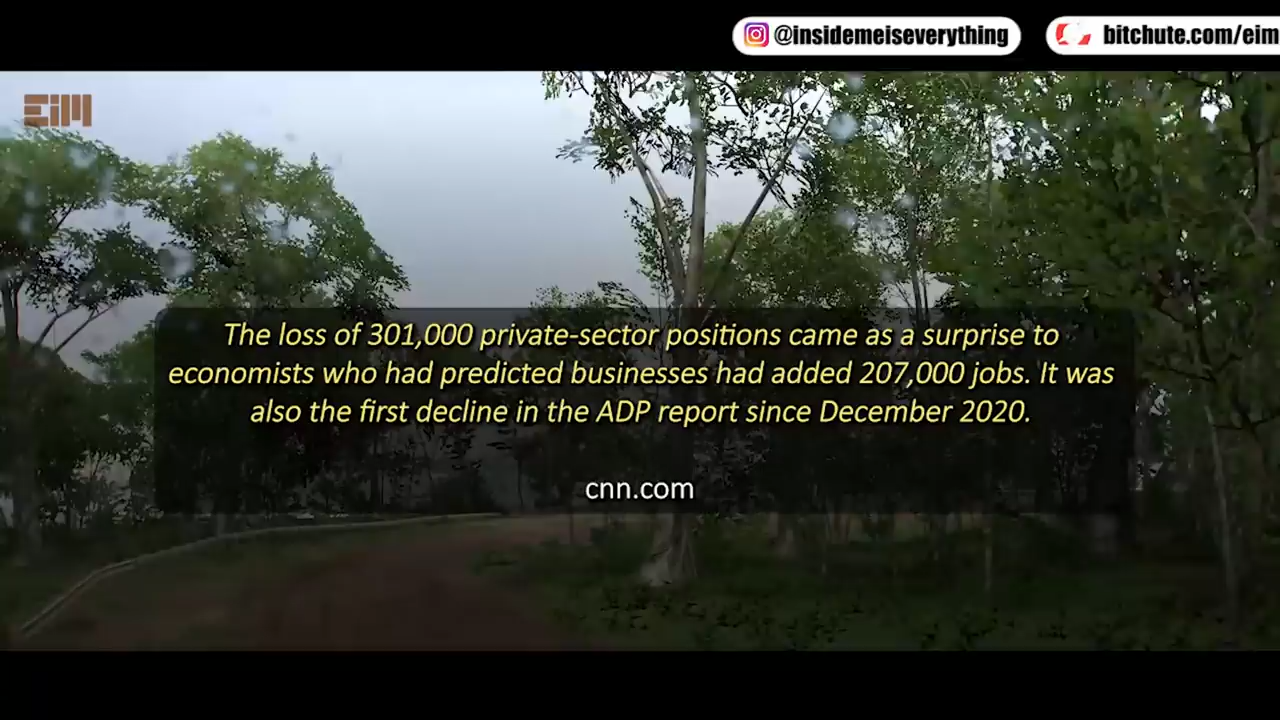 @insidemeiseverything
bitchute.com/eim
EiM
The loss of 301,000 private-sector positions came as a surprise to
economists who had predicted businesses had added 207,000 jobs. It was
also the first decline in the ADP report since December 2020.
cnn.com